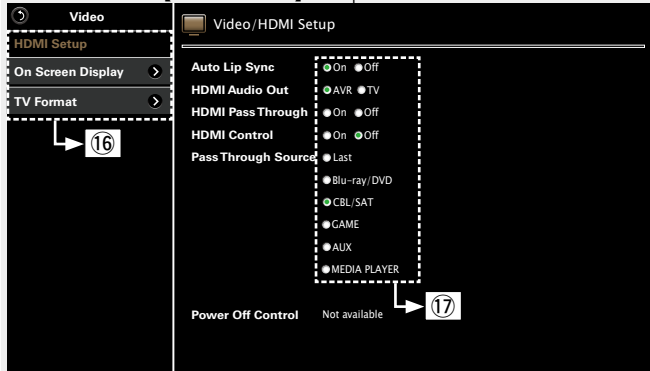 Video
HDMI Setup
On Screen Display
TV Format
⑯
Video/HDMI Setup
Auto Lip Sync On Off
HDMI Audio Out AVR TV
HDMI Pass Through On Off
HDMI Control On Off
Pass Through Source Last
Blu-ray/DVD
CBL/SAT
GAME
AUX
MEDIA PLAYER
⑰
Power Off Control Not available